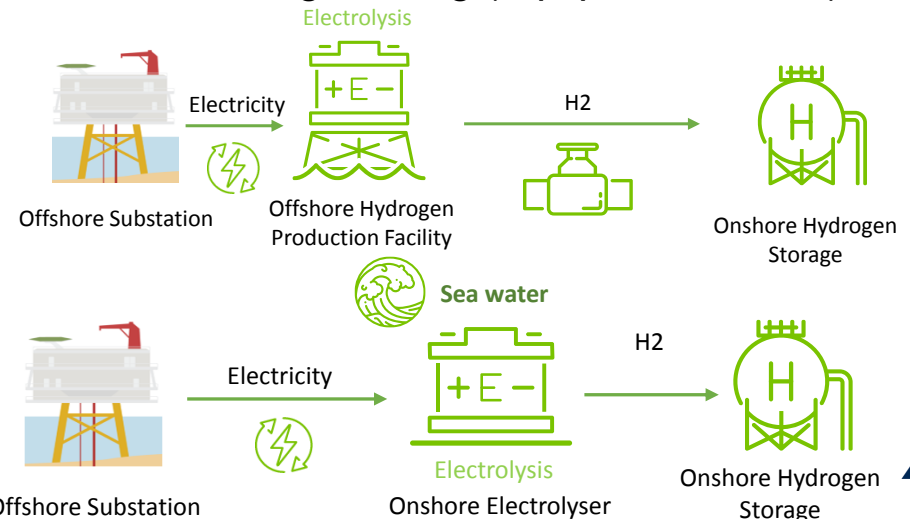 Electrolysis
+ E −
Electricity
H2
H
Offshore Substation
Offshore Hydrogen
Production Facility
Onshore Hydrogen
Storage
Sea water
Electricity
+ E −
H2
H
Electrolysis
Offshore Substation
Onshore Electrolyser
Onshore Hydrogen
Storage